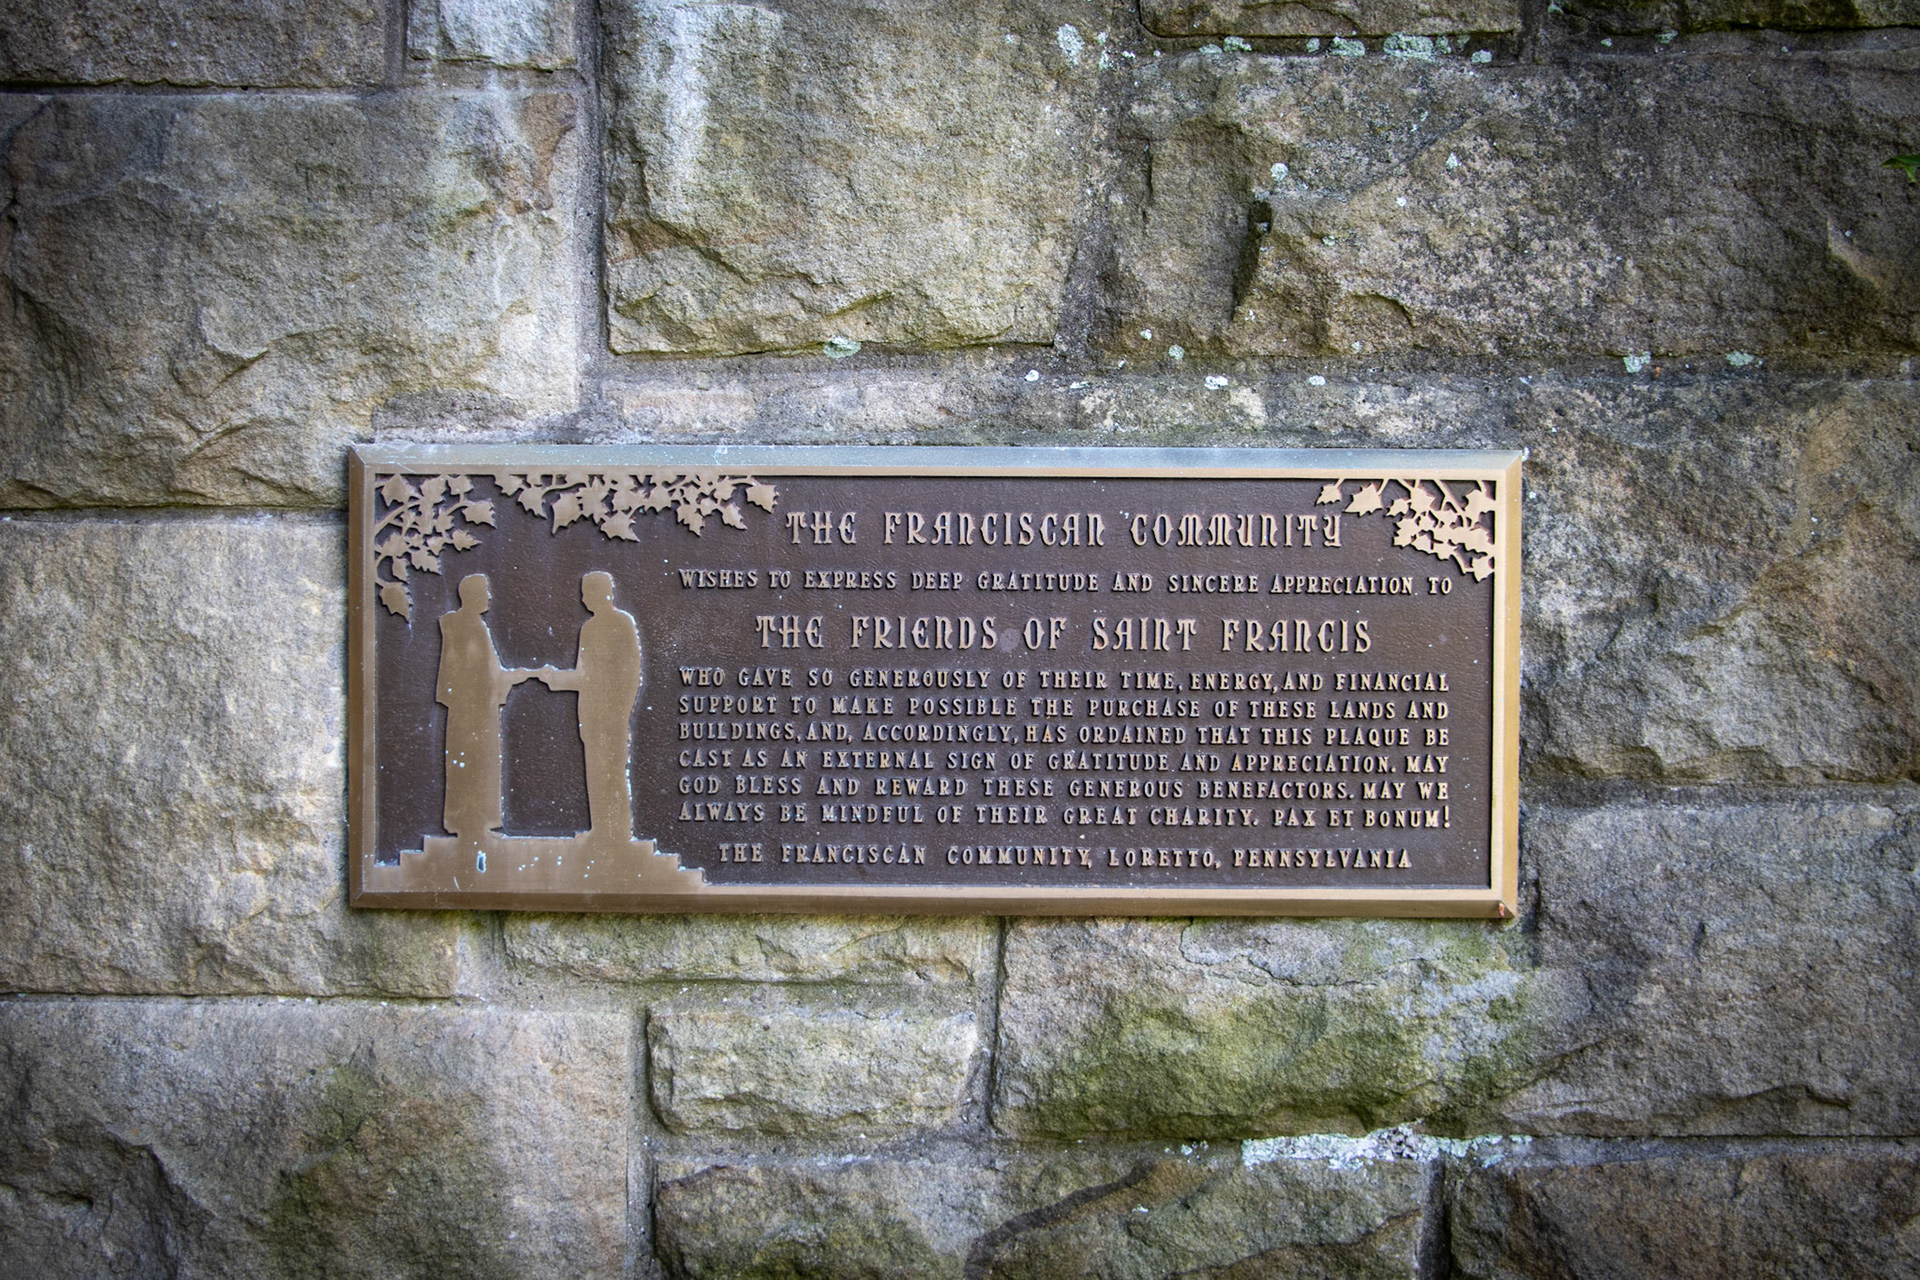 THE FRANCISCAN COMMUNITY
WISHES TO EXPRESS DEEP GRATITUDE AND SINCERE APPRECIATION TO
THE FRIENDS OF SAINT FRANCIS
WHO GAVE SO GENEROUSLY OF THEIR TIME, ENERGY, AND FINANCIAL
SUPPORT TO MAKE POSSIBLE THE PURCHASE OF THESE LANDS AND
BUILDINGS, AND, ACCORDINGLY, HAS ORDAINED THAT THIS PLAQUE BE
CAST AS AN EXTERNAL SIGN OF GRATITUDE AND APPRECIATION. MAY
GOD BLESS AND REWARD THESE GENEROUS BENEFACTORS. MAY WE
ALWAYS BE MINDFUL OF THEIR GREAT CHARITY. PAX ET BONUM!
THE FRANCISCAN COMMUNITY, LORETTO, PENNSYLVANIA